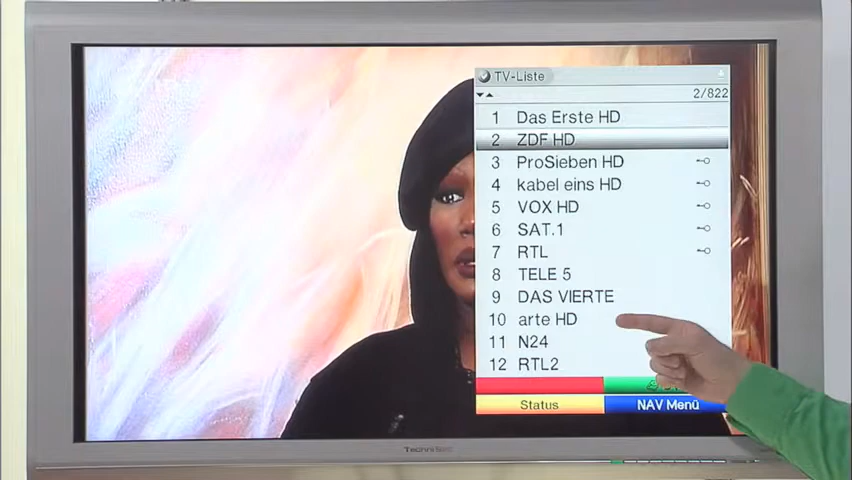 TV-Liste
2/822
1 Das Erste HD
2 ZDF HD
3 ProSieben HD
4 kabel eins HD
5 VOX HD
6 SAT.1
7 RTL
8 TELE 5
9 DAS VIERTE
10 arte HD
11 N24
12 RTL2
Status
NAV Menü